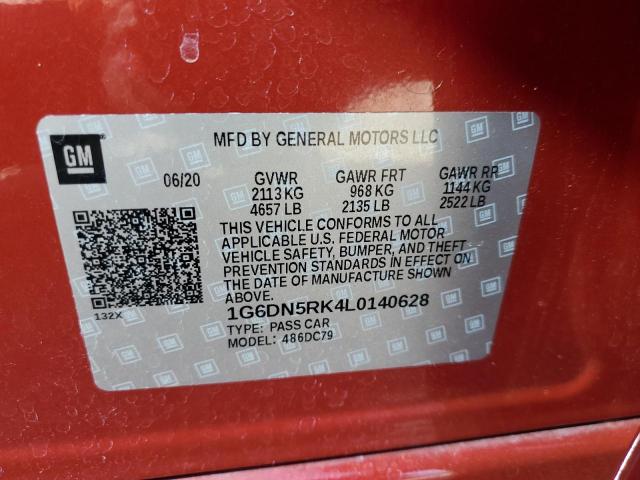 GM
MFD BY GENERAL MOTORS LLC
06/20 GVWR GAWR FRT GAWR RR
2113 KG 968 KG 1144 KG
4657 LB 2135 LB 2522 LB
THIS VEHICLE CONFORMS TO ALL
APPLICABLE U.S. FEDERAL MOTOR
VEHICLE SAFETY, BUMPER, AND THEFT
PREVENTION STANDARDS IN EFFECT ON
THE DATE OF MANUFACTURE SHOWN
ABOVE.
132X
1G6DN5RK4L0140628
TYPE: PASS CAR
MODEL: 486DC79